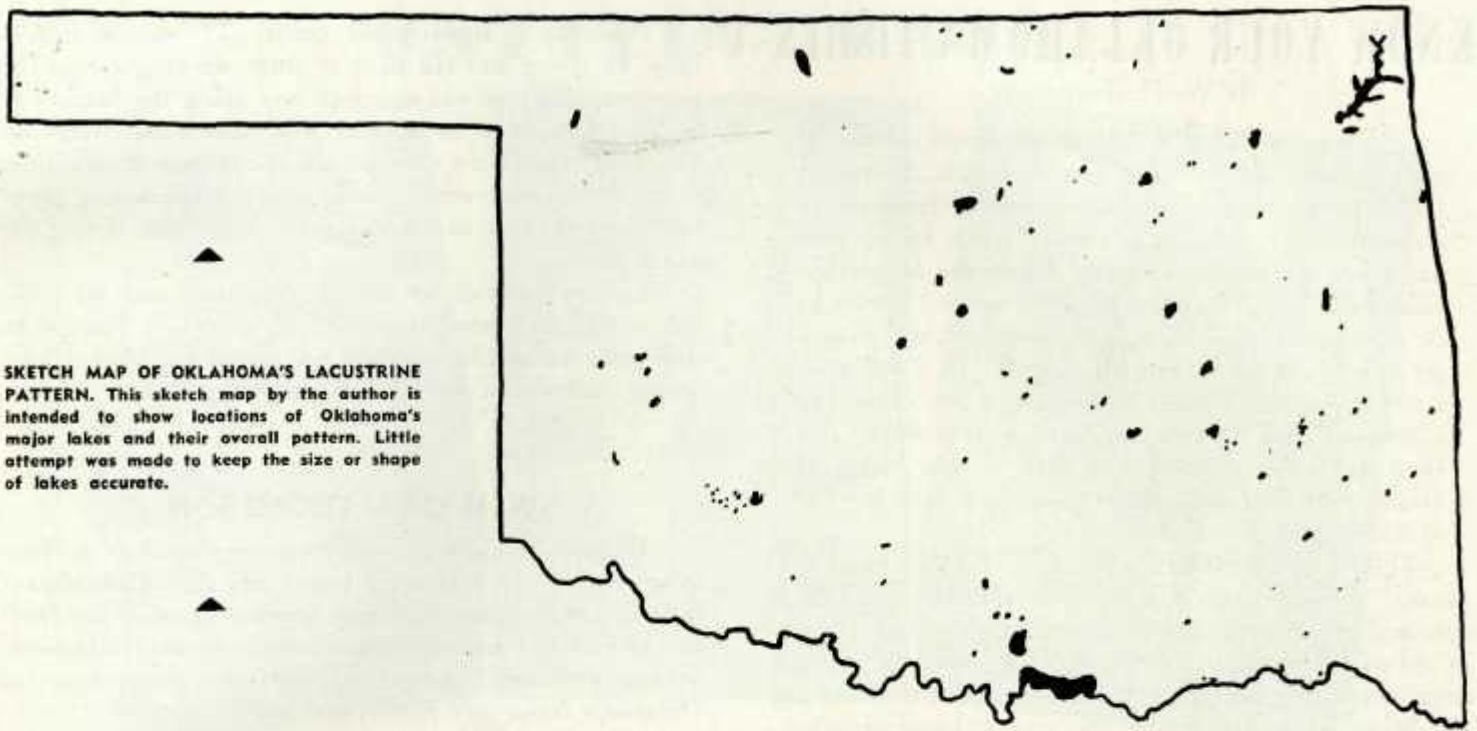 SKETCH MAP OF OKLAHOMA'S LACUSTRINE
PATTERN. This sketch map by the author is
intended to show locations of Oklahoma's
major lakes and their overall pattern. Little
attempt was made to keep the size or shape
of lakes accurate.